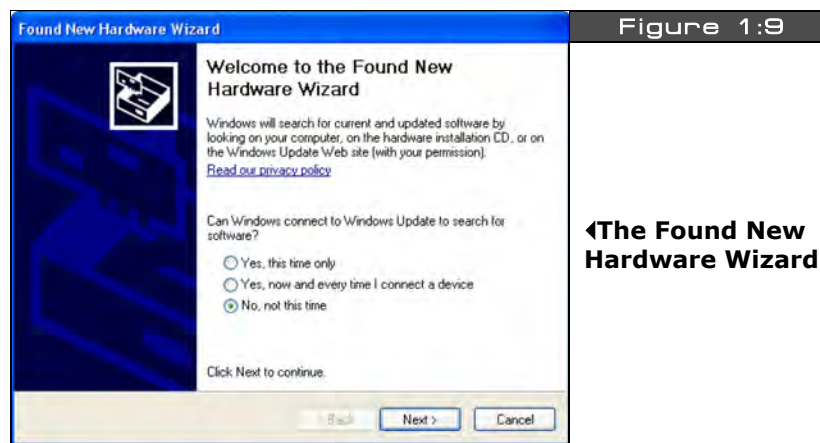 Found New Hardware Wizard
Welcome to the Found New
Hardware Wizard
Windows will search for current and updated software by
looking on your computer, on the hardware installation CD, or on
the Windows Update Web site (with your permission).
Read our privacy policy
Can Windows connect to Windows Update to search for
software?
Yes, this time only
Yes, now and every time I connect a device
No, not this time
Click Next to continue.
< Back
Next >
Cancel
Figure 1:9
The Found New
Hardware Wizard